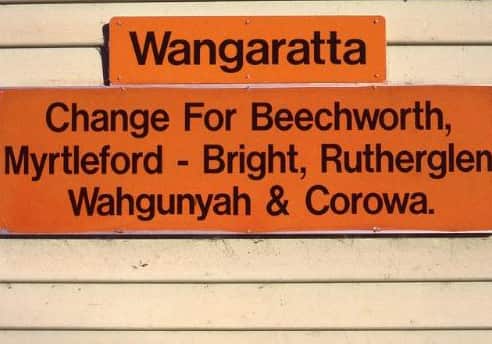 Wangaratta
Change For Beechworth,
Myrtleford - Bright, Rutherglen
Wahgunyah & Corowa.